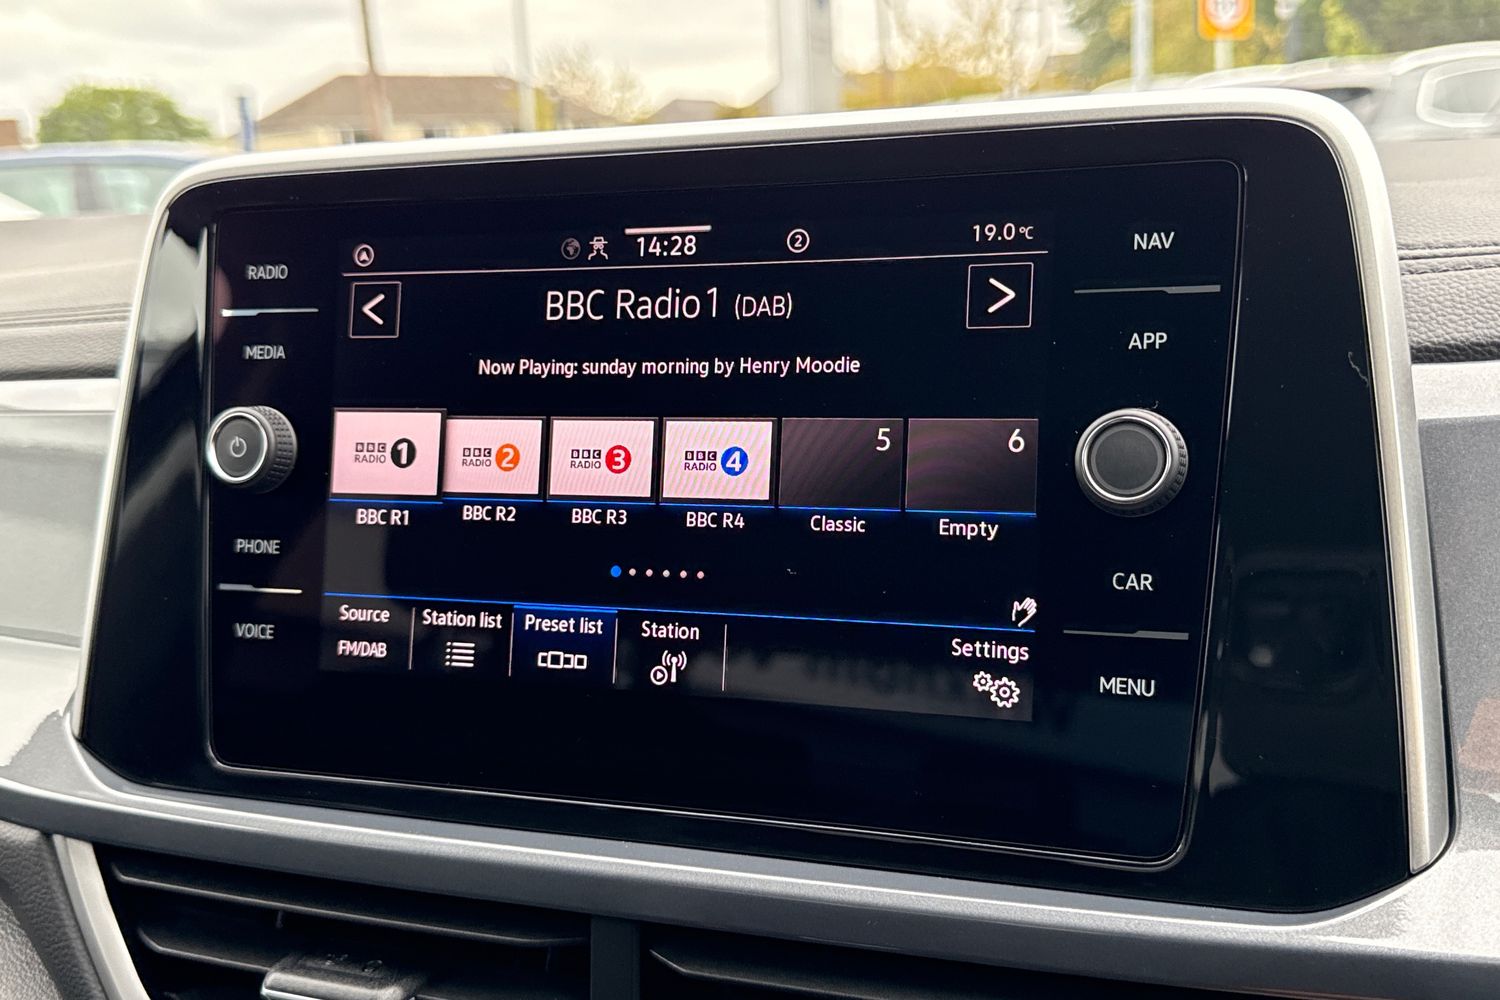 14:28
2
19.0°C
RADIO
MEDIA
PHONE
VOICE
BBC Radio 1 (DAB)
Now Playing: sunday morning by Henry Moodie
BBC RADIO 1
BBC RADIO 2
BBC RADIO 3
BBC RADIO 4
5
6
BBC R1
BBC R2
BBC R3
BBC R4
Classic
Empty
Source
FM/DAB
Station list
Preset list
Station
Settings
NAV
APP
CAR
MENU